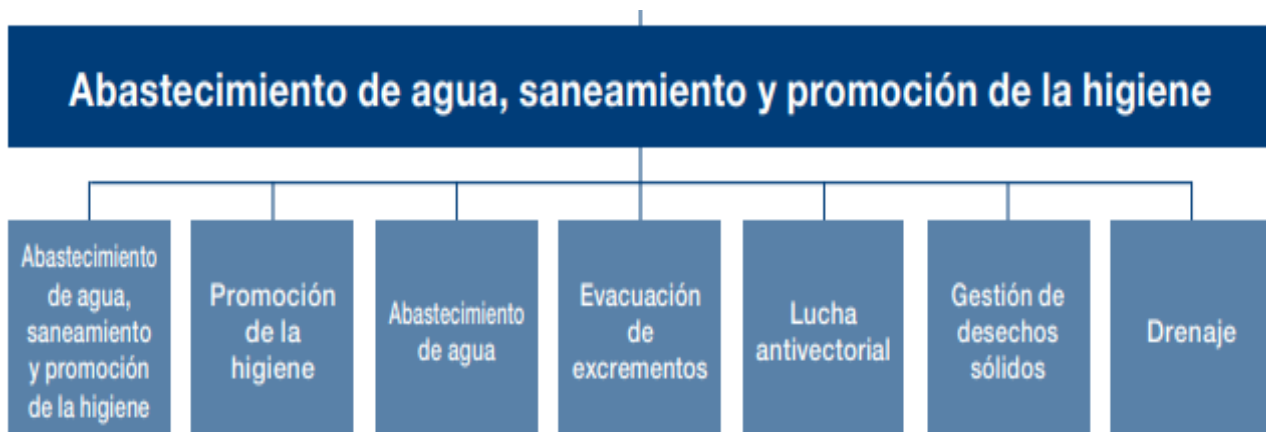 Abastecimiento de agua, saneamiento y promoción de la higiene
Abastecimiento
de agua,
saneamiento
y promoción
de la higiene
Promoción
de la
higiene
Abastecimiento
de agua
Evacuación
de
excrementos
Lucha
antivectorial
Gestión de
desechos
sólidos
Drenaje